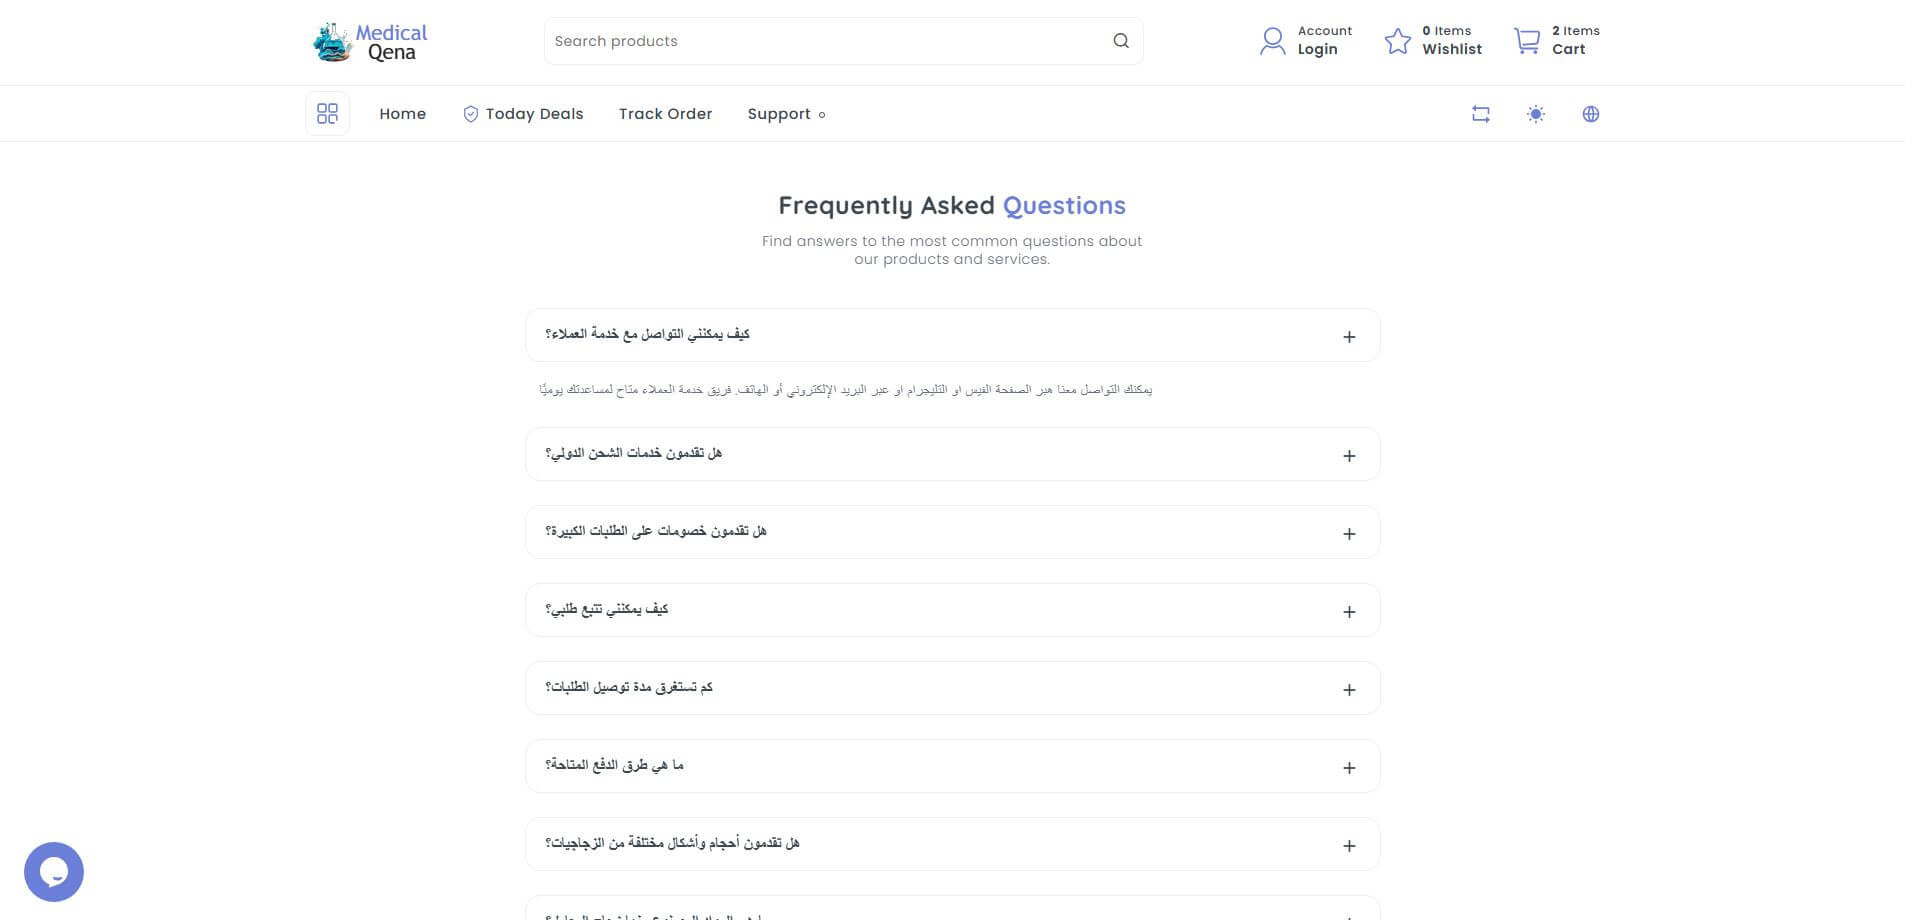 Medical
Qena
Search products
Account
Login
0 Items
Wishlist
2 Items
Cart
Home
Today Deals
Track Order
Support
Frequently Asked Questions
Find answers to the most common questions about
our products and services.
كيف يمكنني التواصل مع خدمة العملاء؟
يمكنك التواصل معنا هبر الصفحة الفيس او التليجرام او عبر البريد الإلكتروني أو الهاتف. فريق خدمة العملاء متاح لمساعدتك يوميًا
هل تقدمون خدمات الشحن الدولي؟
هل تقدمون خصومات على الطلبات الكبيرة؟
كيف يمكنني تتبع طلبي؟
كم تستغرق مدة توصيل الطلبات؟
ما هي طرق الدفع المتاحة؟
هل تقدمون أحجام وأشكال مختلفة من الزجاجيات؟